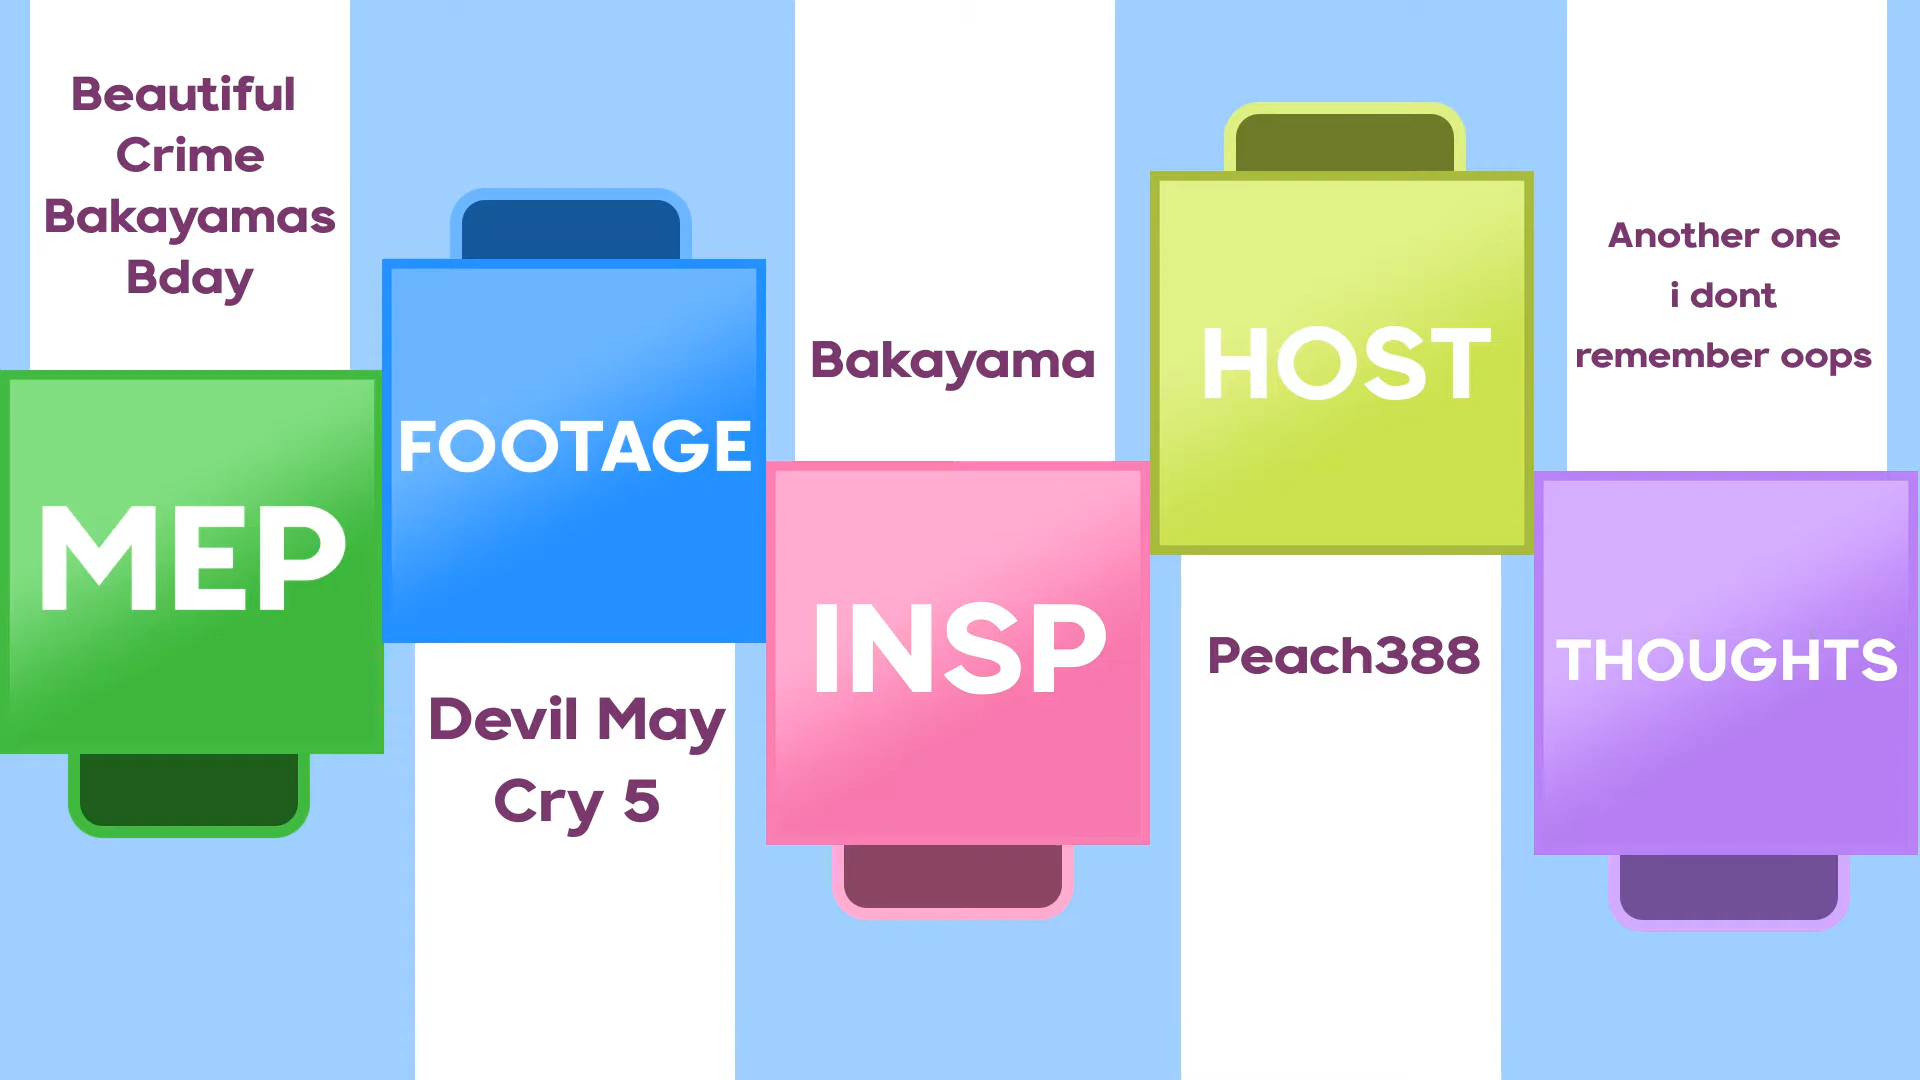 Beautiful
Crime
Bakayamas
Bday
MEP
FOOTAGE
Devil May
Cry 5
Bakayama
INSP
HOST
Peach388
Another one
i dont
remember oops
THOUGHTS